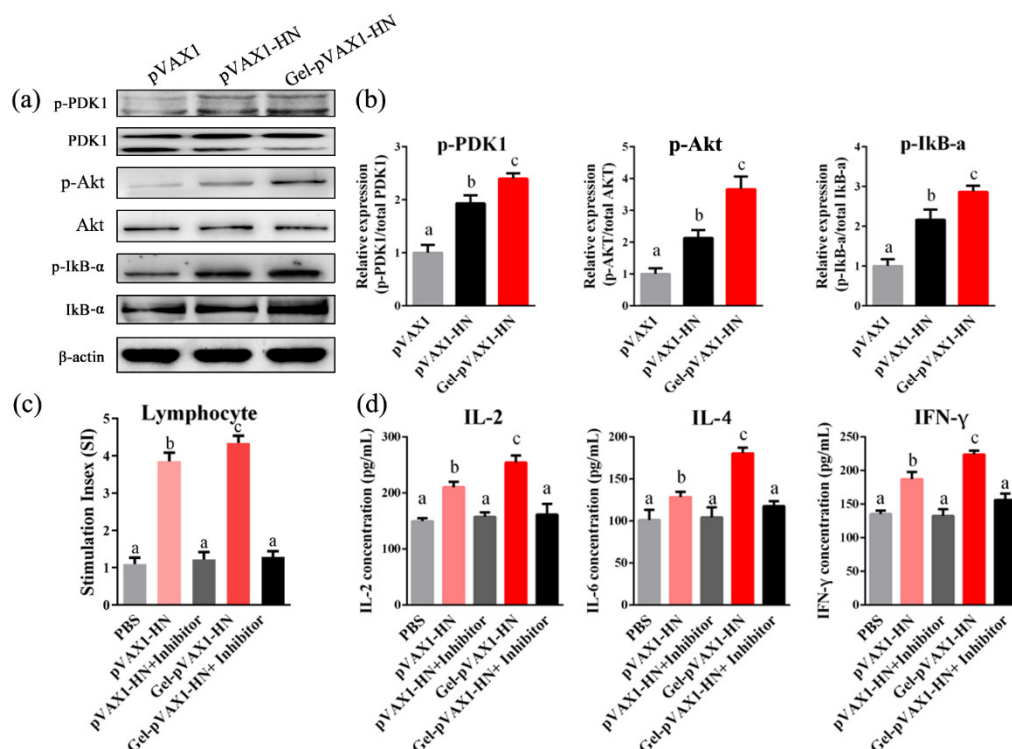 pVAX1
pVAX1-HN
Gel-pVAX1-HN
(a)
p-PDK1
PDK1
p-Akt
Akt
p-IkB-α
IkB-α
β-actin
(b)
p-PDK1
Relative expression
(p-PDK1/total PDK1)
3
2
1
0
a
b
c
pVAX1
pVAX1-HN
Gel-pVAX1-HN
p-Akt
Relative expression
(p-AKT/total AKT)
5
4
3
2
1
0
a
b
c
pVAX1
pVAX1-HN
Gel-pVAX1-HN
p-IkB-a
Relative expression
(p-IkB-a/total IkB-a)
4
3
2
1
0
a
b
c
pVAX1
pVAX1-HN
Gel-pVAX1-HN
(c)
Lymphocyte
Stimulation Insex (SI)
5
4
3
2
1
0
a
b
a
c
a
PBS
pVAX1-HN
pVAX1-HN+Inhibitor
Gel-pVAX1-HN
Gel-pVAX1-HN+ Inhibitor
(d)
IL-2
IL-2 concentration (pg/mL)
300
200
150
0
a
b
a
c
a
PBS
pVAX1-HN
pVAX1-HN+Inhibitor
Gel-pVAX1-HN
Gel-pVAX1-HN+ Inhibitor
IL-4
IL-6 concentration (pg/mL)
200
150
100
50
0
a
b
a
c
a
PBS
pVAX1-HN
pVAX1-HN+Inhibitor
Gel-pVAX1-HN
Gel-pVAX1-HN+ Inhibitor
IFN-γ
IFN-γ concentration (pg/mL)
250
200
150
100
50
0
a
b
a
c
a
PBS
pVAX1-HN
pVAX1-HN+Inhibitor
Gel-pVAX1-HN
Gel-pVAX1-HN+ Inhibitor